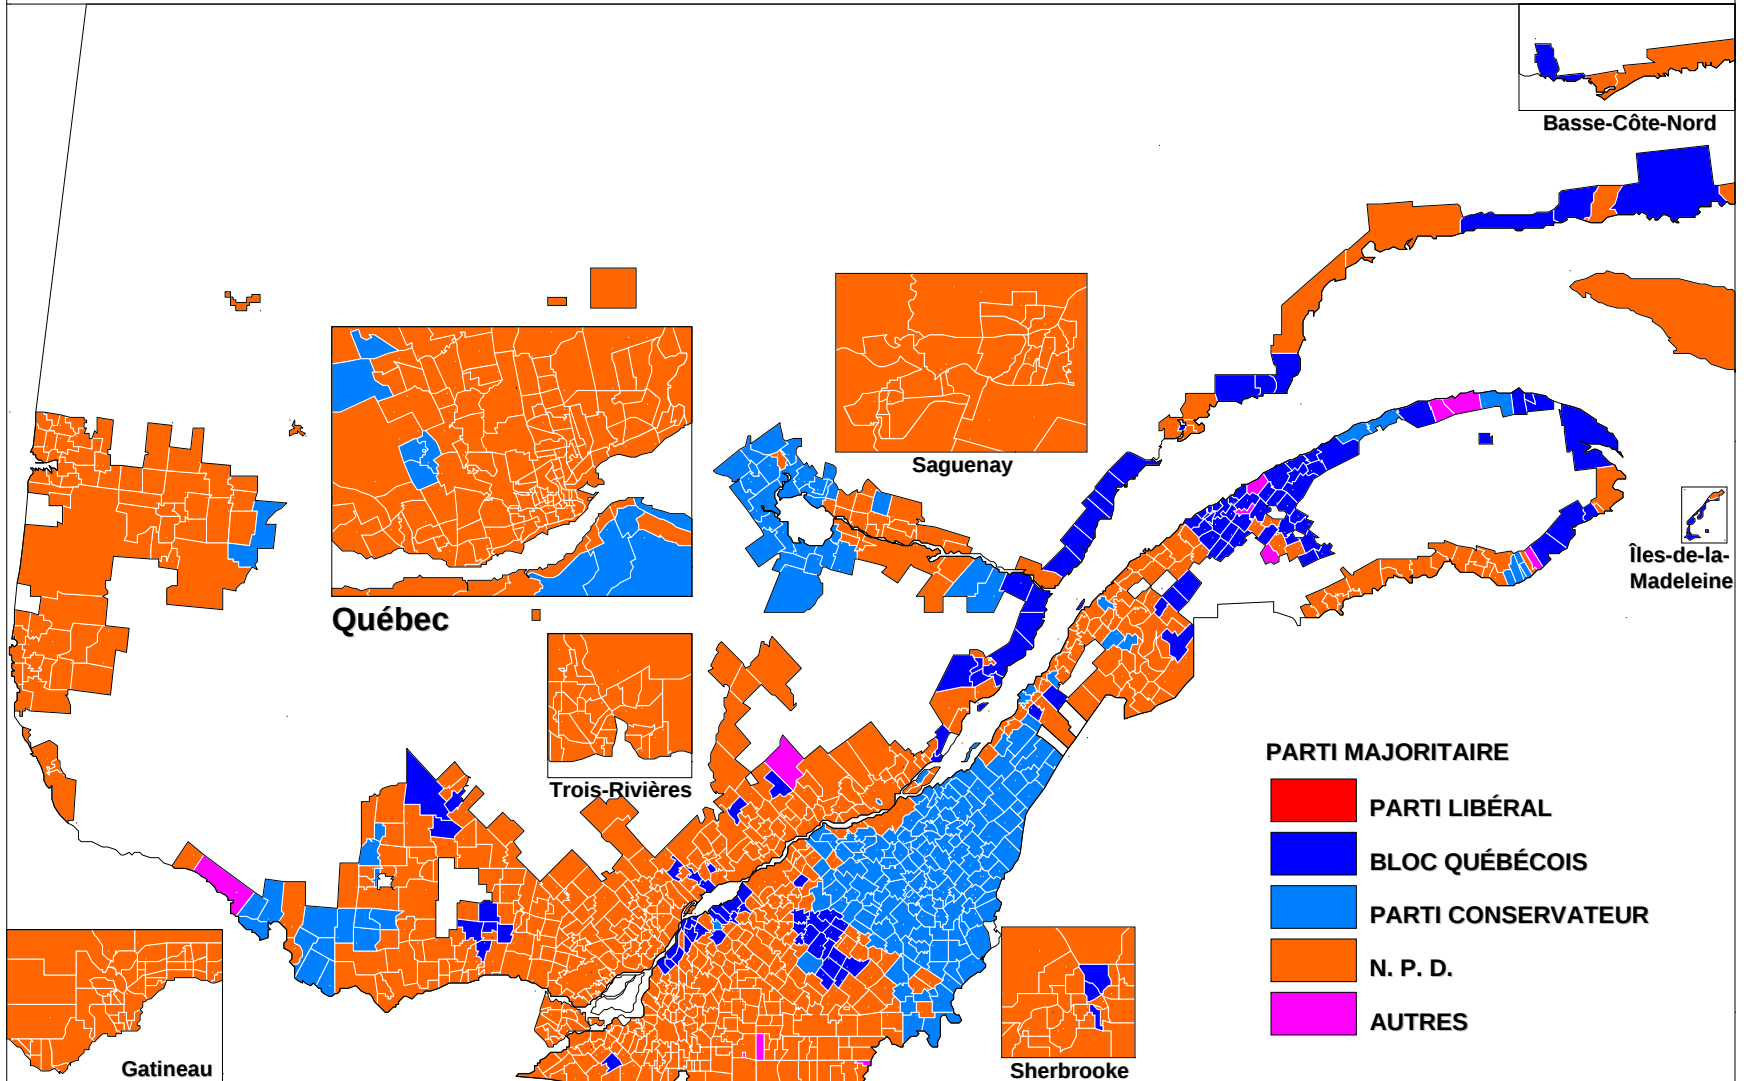 Basse-Côte-Nord
Saguenay
Îles-de-la-
Madeleine
Québec
Trois-Rivières
PARTI MAJORITAIRE
PARTI LIBÉRAL
BLOC QUÉBÉCOIS
PARTI CONSERVATEUR
N. P. D.
AUTRES
Gatineau
Sherbrooke